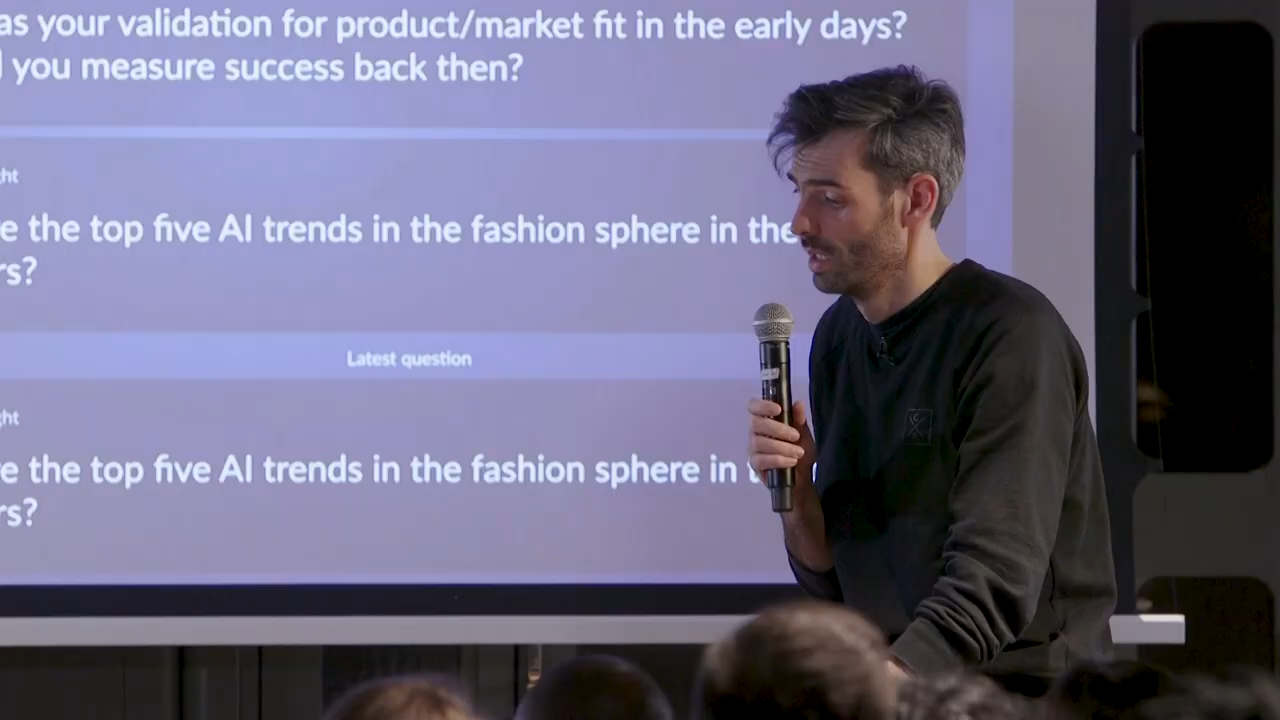 as your validation for product/market fit in the early days?
you measure success back then?
ght
e the top five AI trends in the fashion sphere in the
rs?
Latest question
ght
e the top five AI trends in the fashion sphere in
rs?